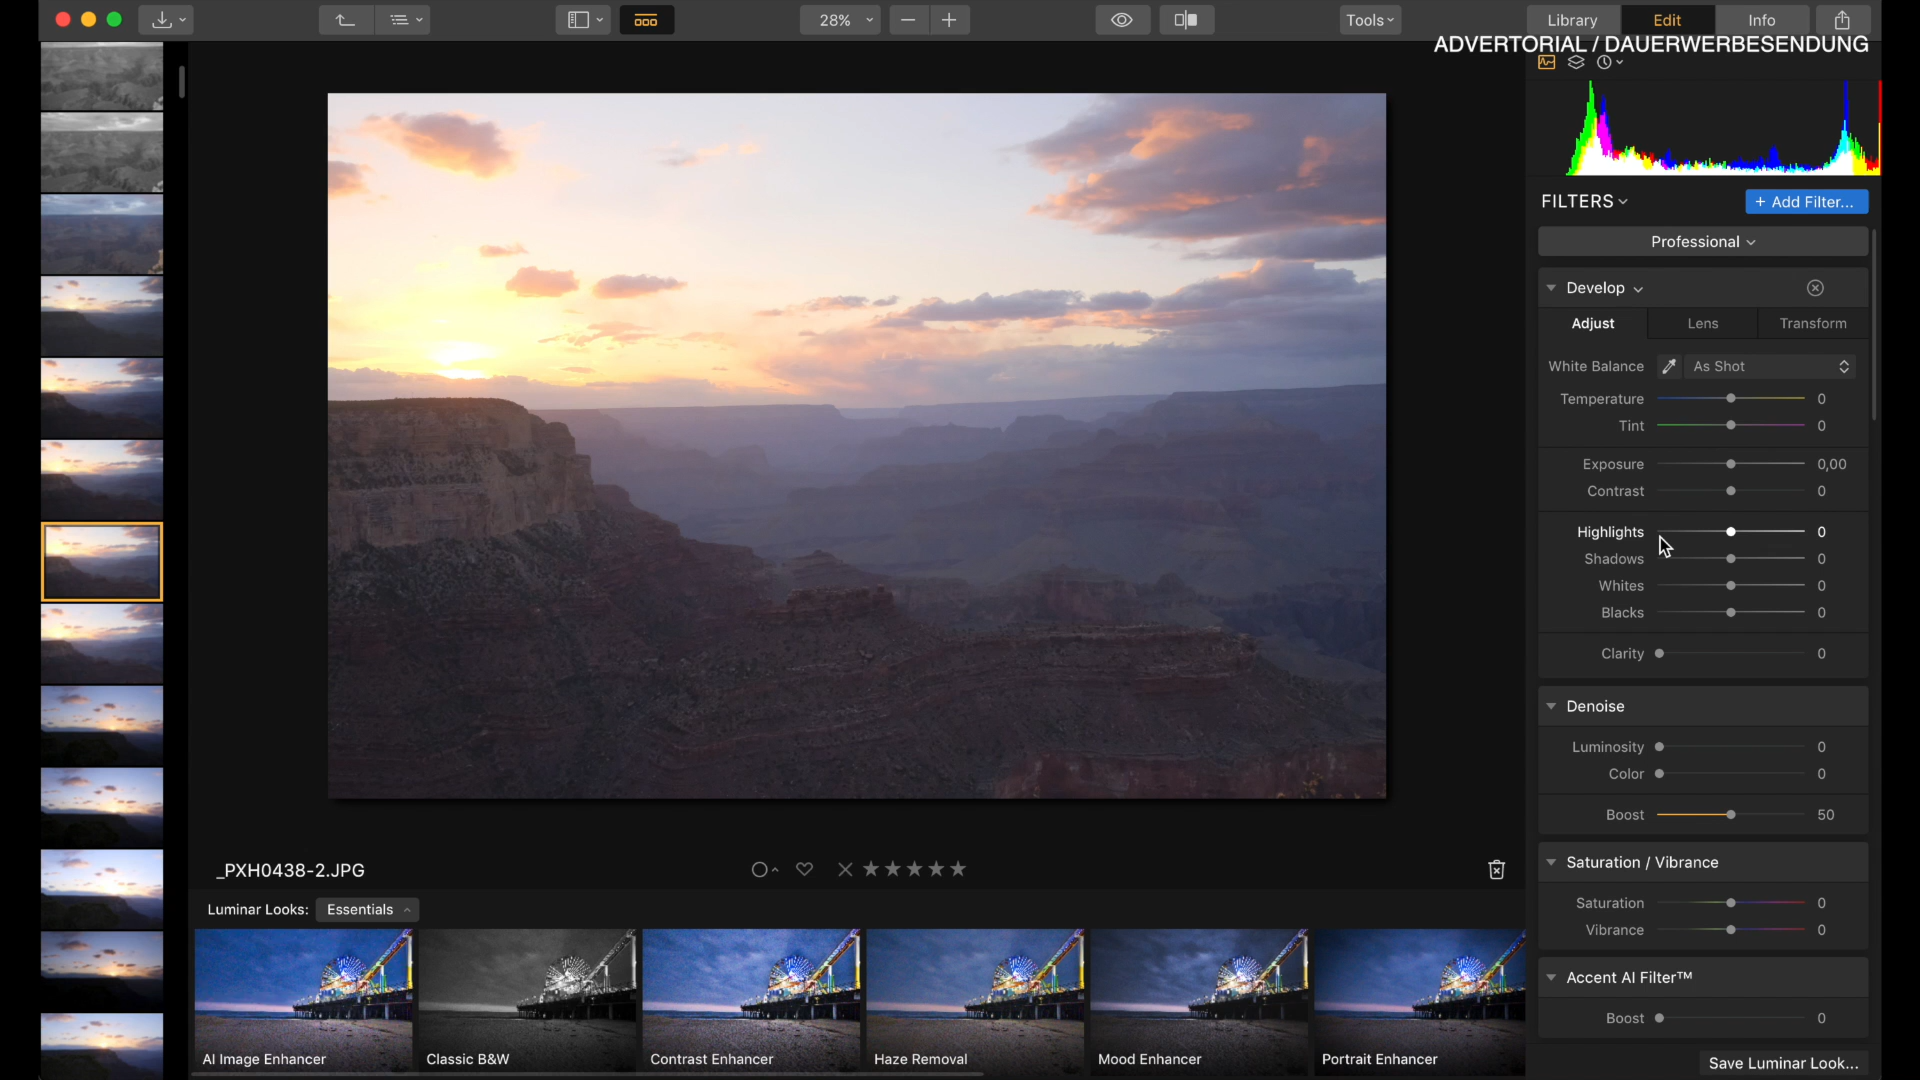 28%
Tools
Library
Edit
Info
ADVERTORIAL / DAUERWERBESENDUNG
FILTERS
+ Add Filter...
Professional
Develop
Adjust
Lens
Transform
White Balance
As Shot
Temperature
0
Tint
0
Exposure
0,00
Contrast
0
Highlights
0
Shadows
0
Whites
0
Blacks
0
Clarity
0
Denoise
Luminosity
0
Color
0
Boost
50
Saturation / Vibrance
Saturation
0
Vibrance
0
Accent AI Filter™
Boost
0
Save Luminar Look...
_PXH0438-2.JPG
Luminar Looks:
Essentials
AI Image Enhancer
Classic B&W
Contrast Enhancer
Haze Removal
Mood Enhancer
Portrait Enhancer